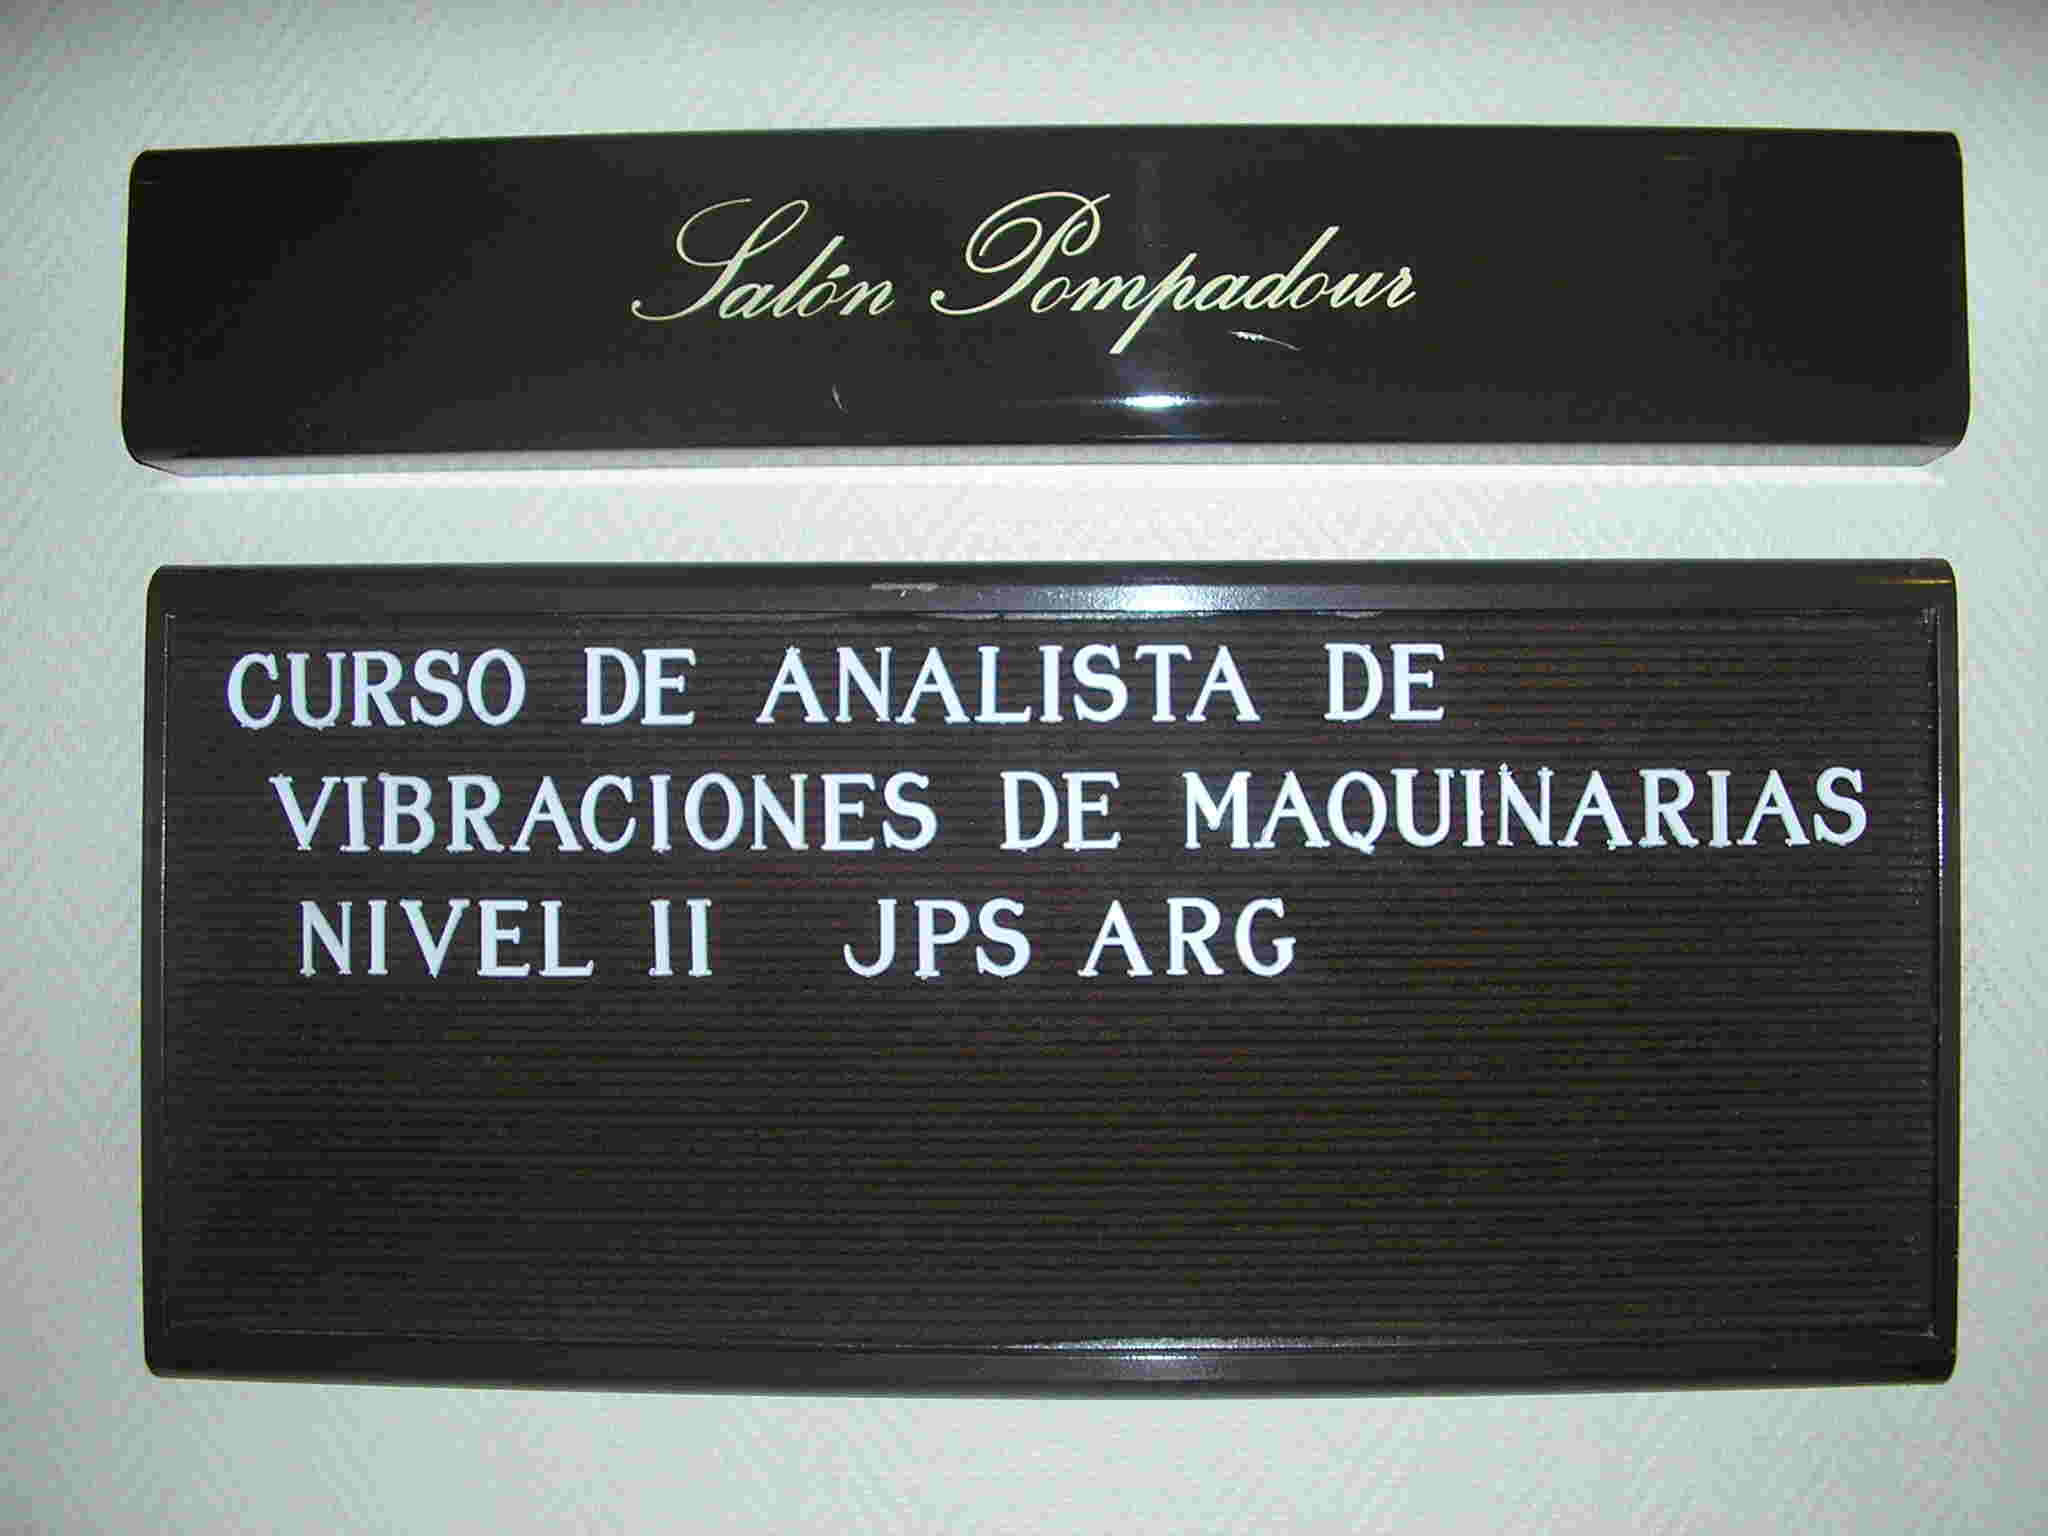 Salón Pompadour
CURSO DE ANALISTA DE
VIBRACIONES DE MAQUINARIAS
NIVEL II JPS ARG